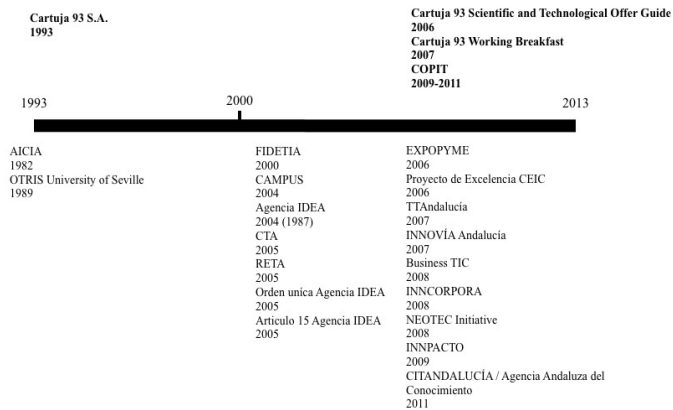 Cartuja 93 S.A.
1993
Cartuja 93 Scientific and Technological Offer Guide
2006
Cartuja 93 Working Breakfast
2007
COPIT
2009-2011
1993
2000
2013
AICIA
1982
OTRIS University of Seville
1989
FIDETIA
2000
CAMPUS
2004
Agencia IDEA
2004 (1987)
CTA
2005
RETA
2005
Orden unica Agencia IDEA
2005
Articulo 15 Agencia IDEA
2005
EXPOPYME
2006
Proyecto de Excelencia CEIC
2006
TTAndalucía
2007
INNOVÍA Andalucía
2007
Business TIC
2008
INNCORPORA
2008
NEOTEC Initiative
2008
INNPACTO
2009
CITANDALUCÍA / Agencia Andaluza del
Conocimiento
2011